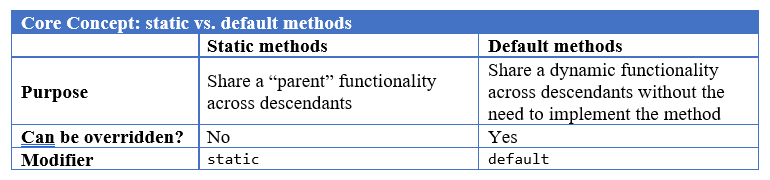 Core Concept: static vs. default methods
Static methods
Default methods
Purpose
Share a “parent” functionality
across descendants
Share a dynamic functionality
across descendants without the
need to implement the method
Can be overridden?
No
Yes
Modifier
static
default